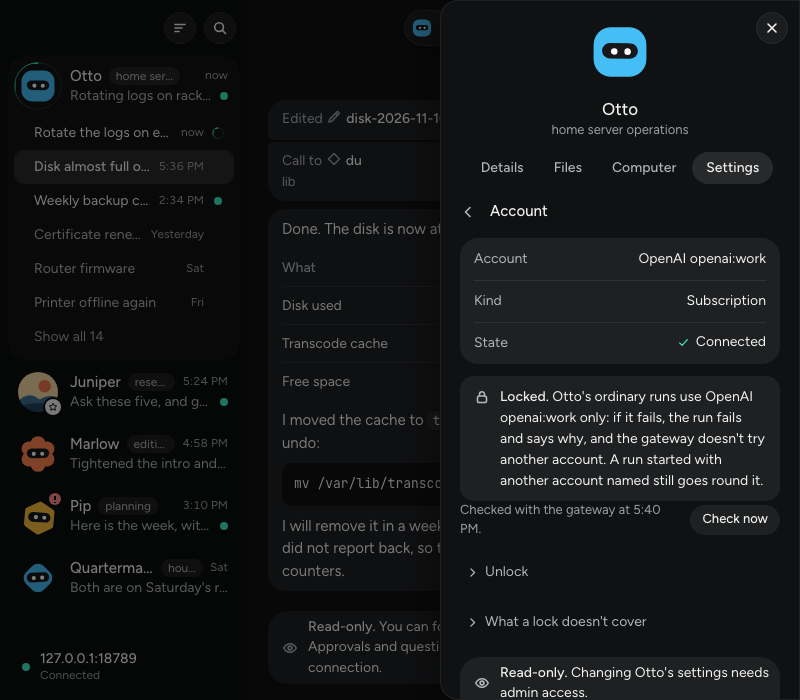 Otto home ser... now
Rotating logs on rack...
Rotate the logs on e... now
Disk almost full o... 5:36 PM
Weekly backup c... 2:34 PM
Certificate rene... Yesterday
Router firmware Sat
Printer offline again Fri
Show all 14
Juniper rese... 5:24 PM
Ask these five, and g...
Marlow editi... 4:58 PM
Tightened the intro and...
Pip planning 3:10 PM
Here is the week, wit...
Quarterma... hou... Sat
Both are on Saturday's r...
127.0.0.1:18789
Connected
Edited disk-2026-11-1
Call to du
lib
Done. The disk is now at
What
Disk used
Transcode cache
Free space
I moved the cache to
undo:
mv /var/lib/transco
I will remove it in a week
did not report back, so t
counters.
Read-only. You can fo
Approvals and questi
connection.
Otto
home server operations
Details Files Computer Settings
Account
Account OpenAI openai:work
Kind Subscription
State Connected
Locked. Otto's ordinary runs use OpenAI
openai:work only: if it fails, the run fails
and says why, and the gateway doesn't try
another account. A run started with
another account named still goes round it.
Checked with the gateway at 5:40
PM.
Check now
Unlock
What a lock doesn't cover
Read-only. Changing Otto's settings needs
admin access.